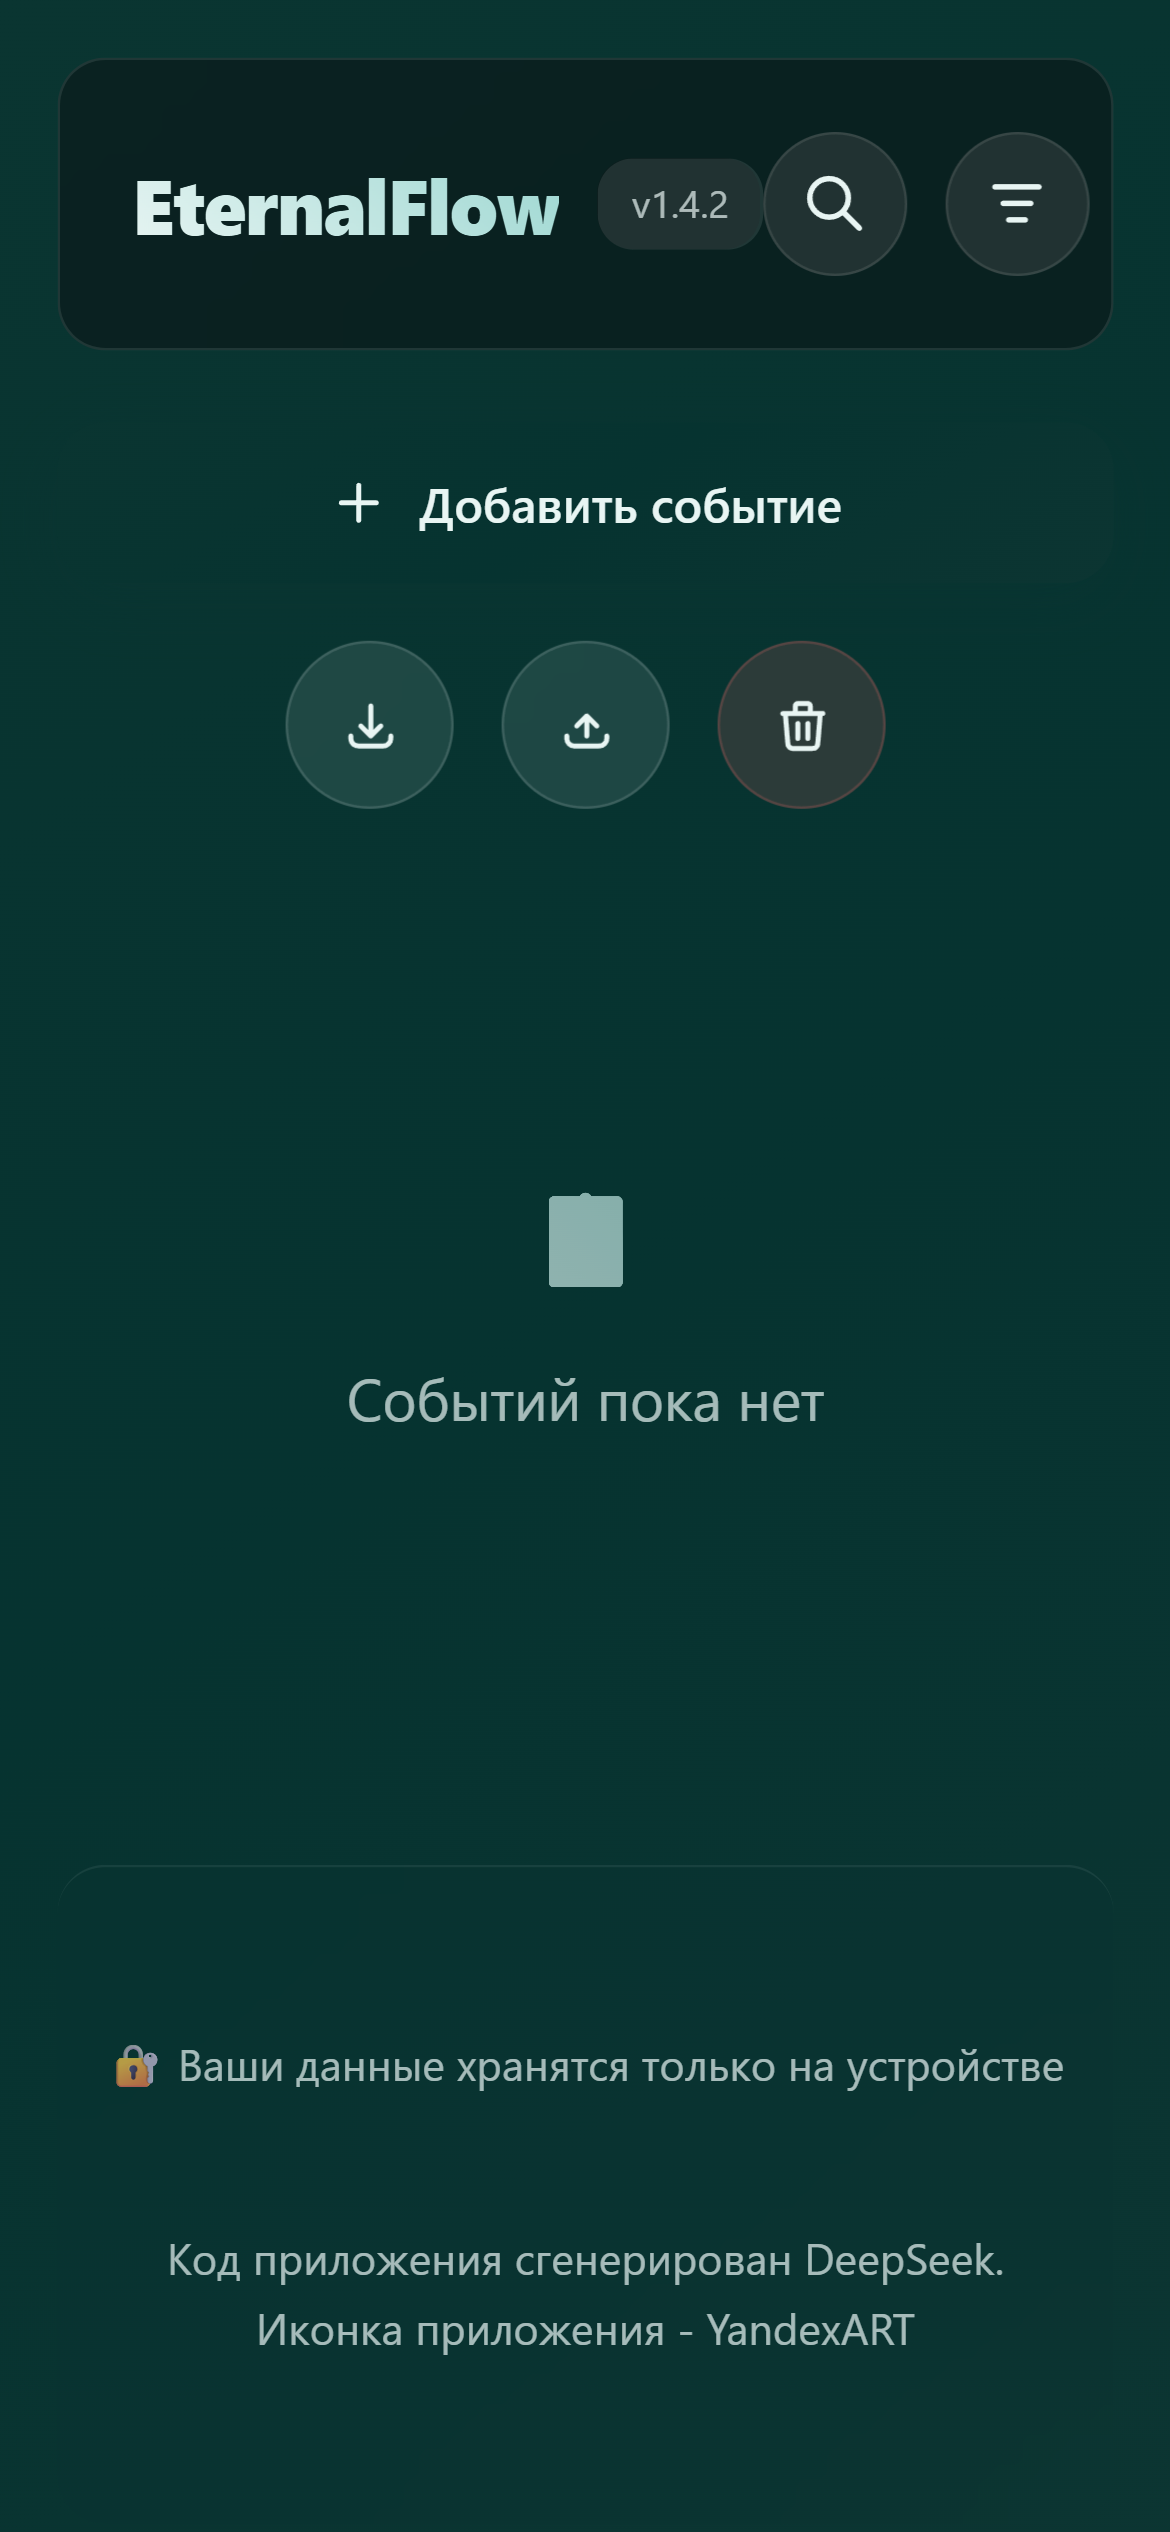 EternalFlow
v1.4.2
Добавить событие
Событий пока нет
Ваши данные хранятся только на устройстве
Код приложения сгенерирован DeepSeek.
Иконка приложения - YandexART